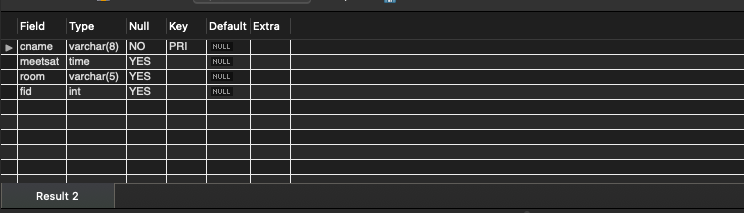 Field Type Null Key Default Extra
cname varchar(8) NO PRI NULL
meetsat time YES NULL
room varchar(5) YES NULL
fid int YES NULL
Result 2